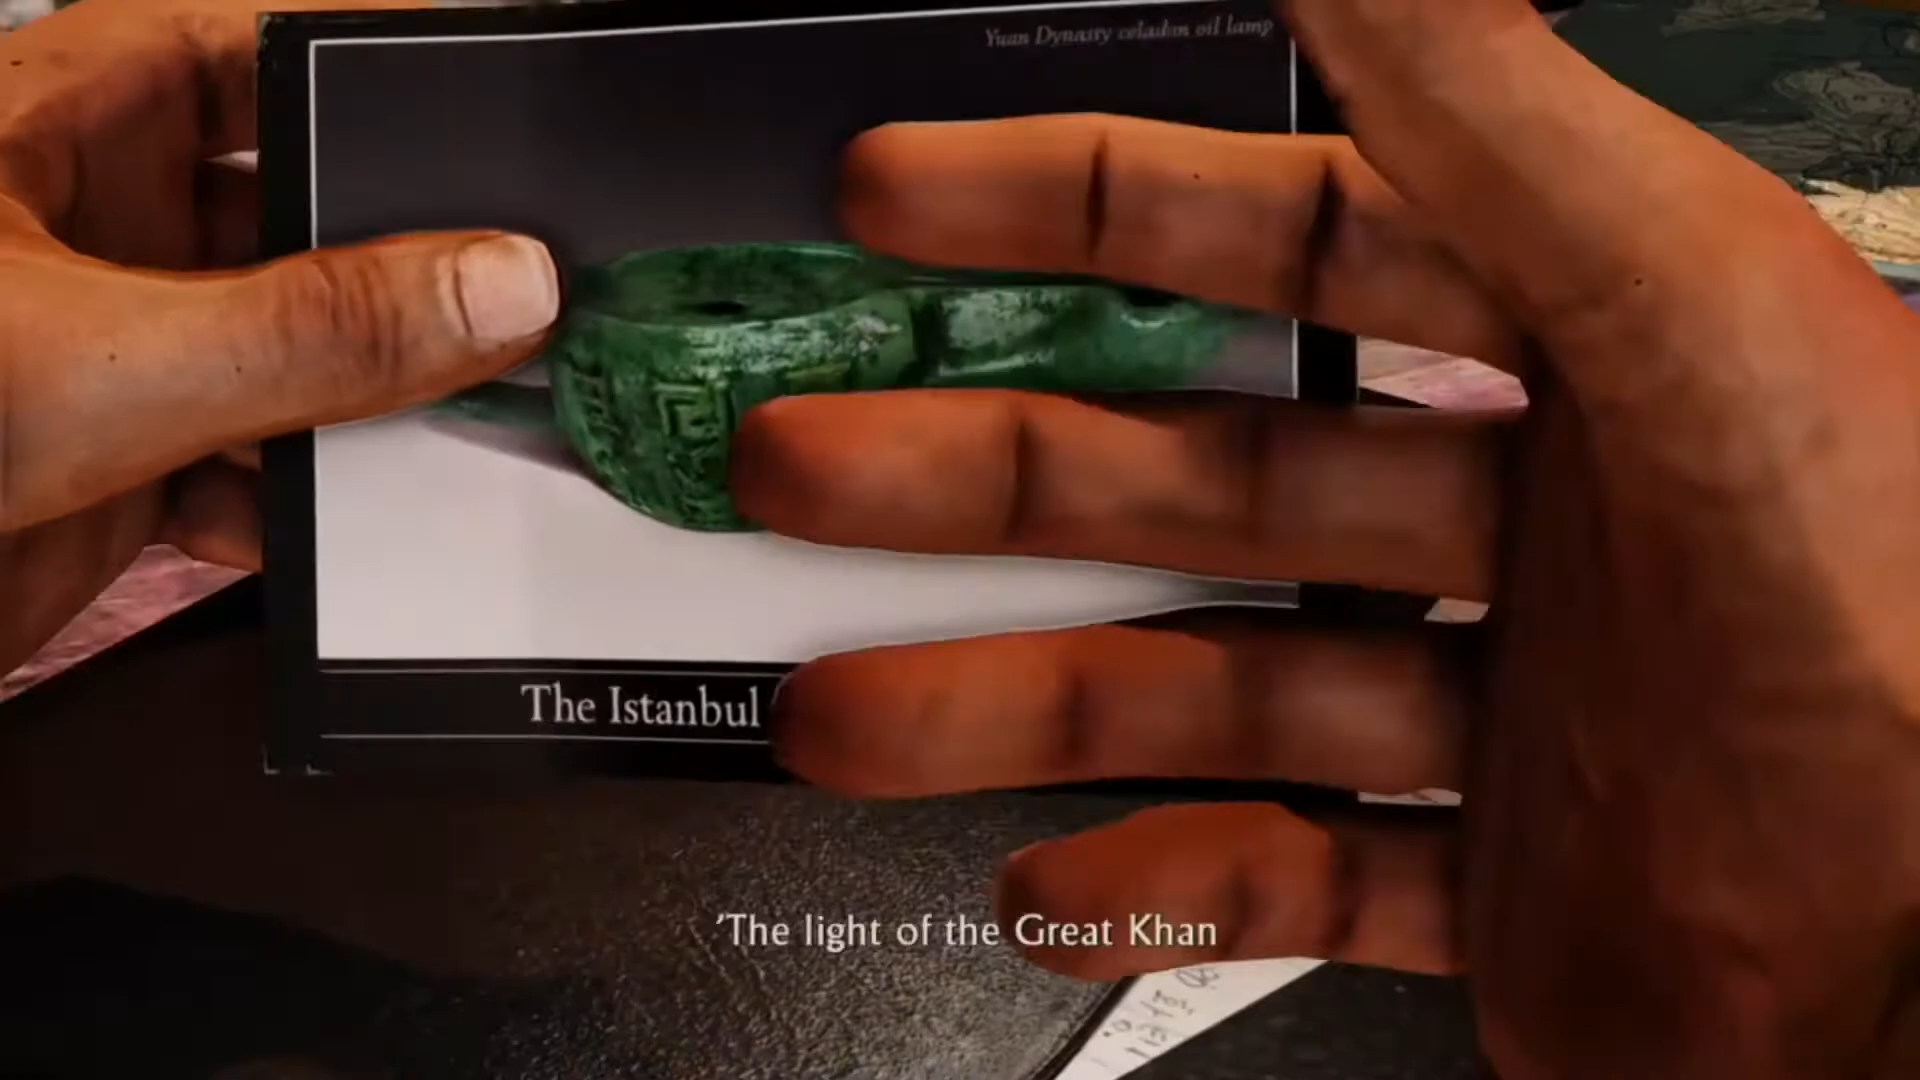 Yuan Dynasty celadon oil lamp
The Istanbul
'The light of the Great Khan